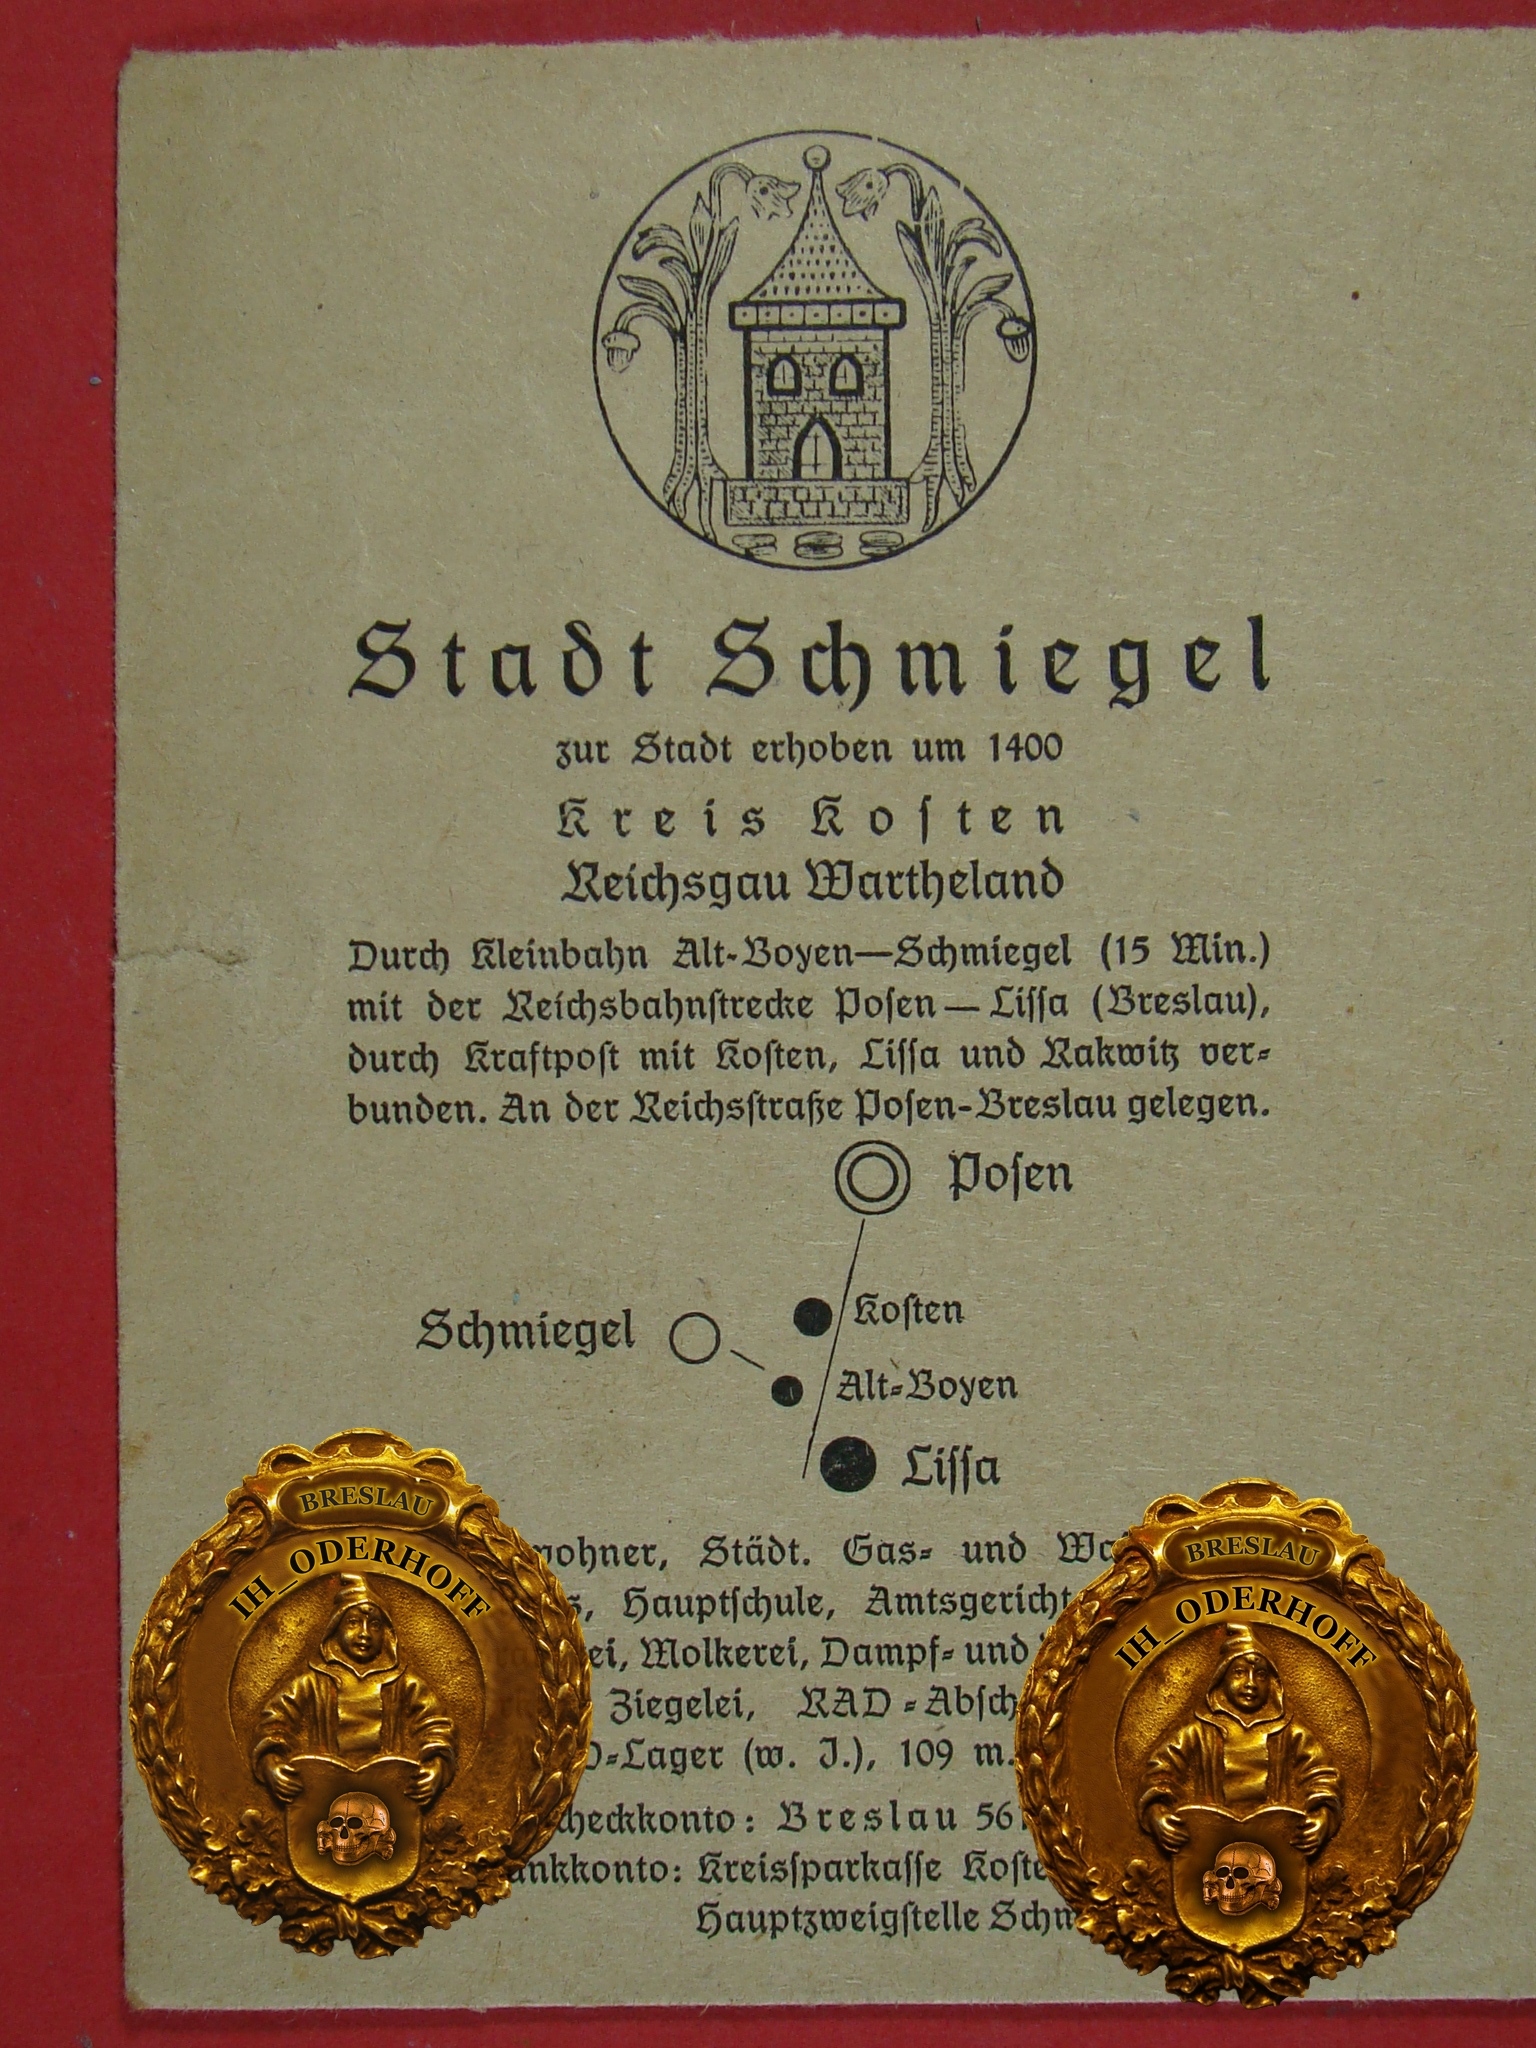 Stadt Schmiegel
zur Stadt erhoben um 1400
Kreis Koſten
Reichsgau Wartheland
Durch Kleinbahn Alt-Boyen—Schmiegel (15 Min.)
mit der Reichsbahnſtrecke Poſen — Liſſa (Breslau),
durch Kraftpoſt mit Koſten, Liſſa und Rakwitz ver-
bunden. An der Reichsſtraße Poſen-Breslau gelegen.
Poſen
Koſten
Schmiegel
Alt-Boyen
Liſſa
Städt. Gas- und
Hauptſchule, Amtsgericht
Molkerei, Dampf- und
Ziegelei, RAD-
Lager (w. J.), 109 m.
Breslau
Kreisſparkaſſe
Hauptzweigſtelle
BRESLAU
IH_ODERHOFF
BRESLAU
IH_ODERHOFF